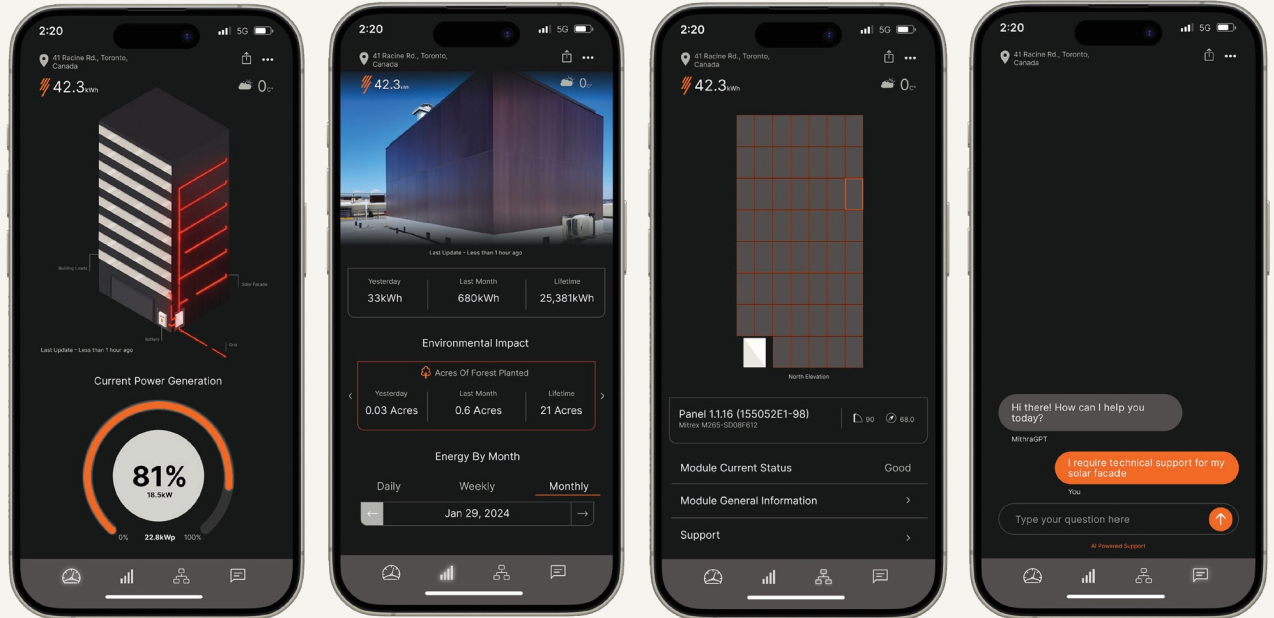 2:20
5G
41 Racine Rd., Toronto,
Canada
42.3kWh
0C°
Building Loads
Solar Facade
Battery
Grid
Last Update - Less than 1 hour ago
Current Power Generation
81%
18.5kW
0%
22.8kWp
100%
2:20
5G
41 Racine Rd., Toronto,
Canada
42.3kWh
0C°
Last Update - Less than 1 hour ago
Yesterday
Last Month
Lifetime
33kWh
680kWh
25,381kWh
Environmental Impact
Acres Of Forest Planted
Yesterday
Last Month
Lifetime
0.03 Acres
0.6 Acres
21 Acres
Energy By Month
Daily
Weekly
Monthly
Jan 29, 2024
2:20
5G
41 Racine Rd., Toronto,
Canada
42.3kWh
0C°
North Elevation
Panel 1.1.16 (155052E1-98)
Mitrex M265-SD08F612
90
68.0
Module Current Status
Good
Module General Information
Support
2:20
5G
41 Racine Rd., Toronto,
Canada
Hi there! How can I help you
today?
MithraGPT
I require technical support for my
solar facade
You
Type your question here
AI Powered Support